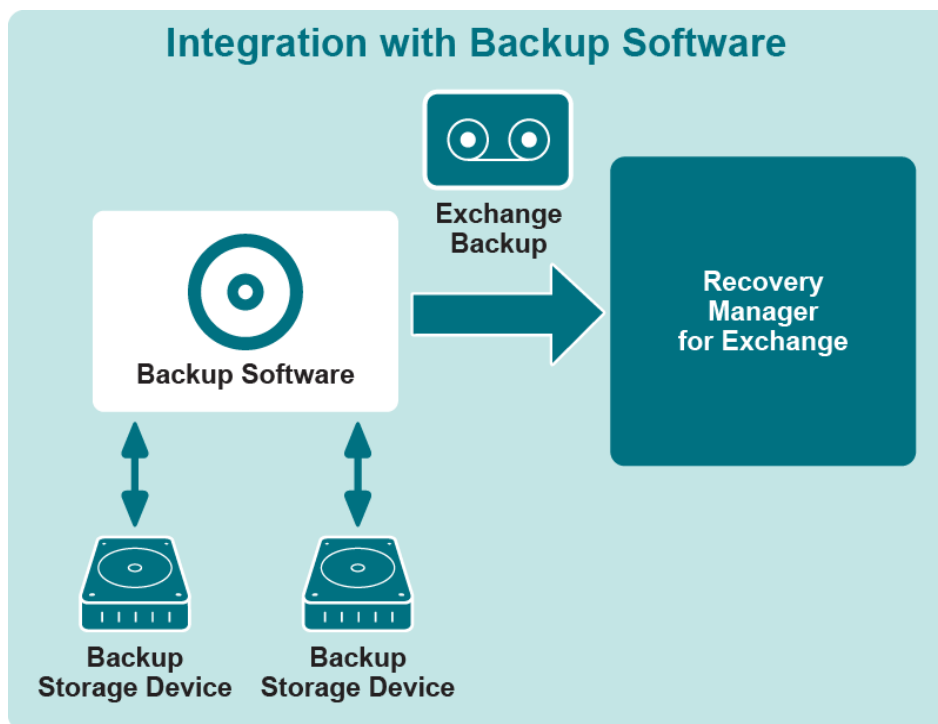 Integration with Backup Software
Exchange
Backup
Recovery
Manager
for Exchange
Backup Software
Backup
Storage Device
Backup
Storage Device